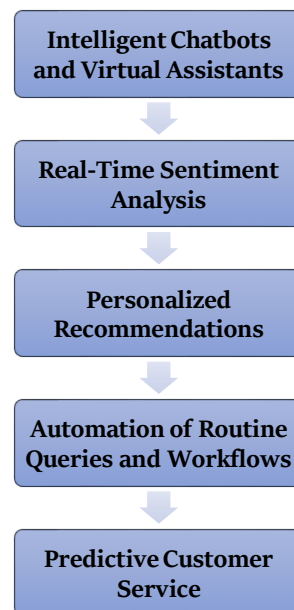 Intelligent Chatbots
and Virtual Assistants
Real-Time Sentiment
Analysis
Personalized
Recommendations
Automation of Routine
Queries and Workflows
Predictive Customer
Service